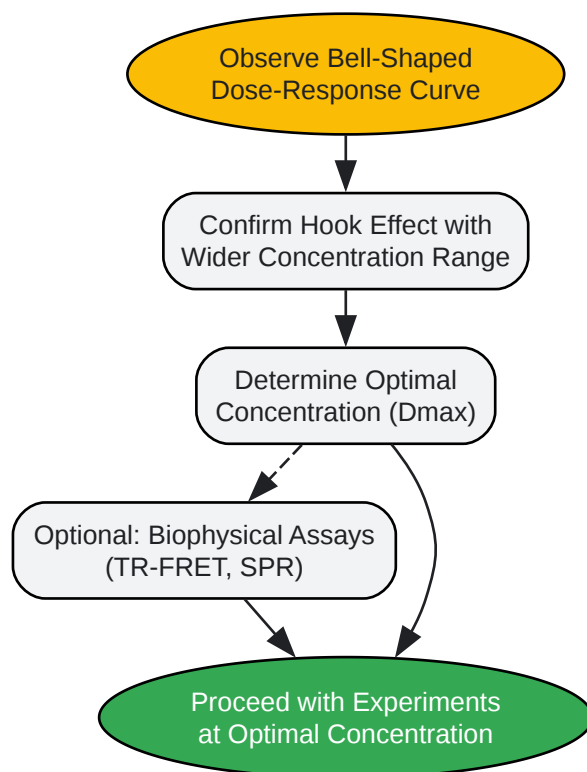 Observe Bell-Shaped
Dose-Response Curve
Confirm Hook Effect with
Wider Concentration Range
Determine Optimal
Concentration (Dmax)
Optional: Biophysical Assays
(TR-FRET, SPR)
Proceed with Experiments
at Optimal Concentration